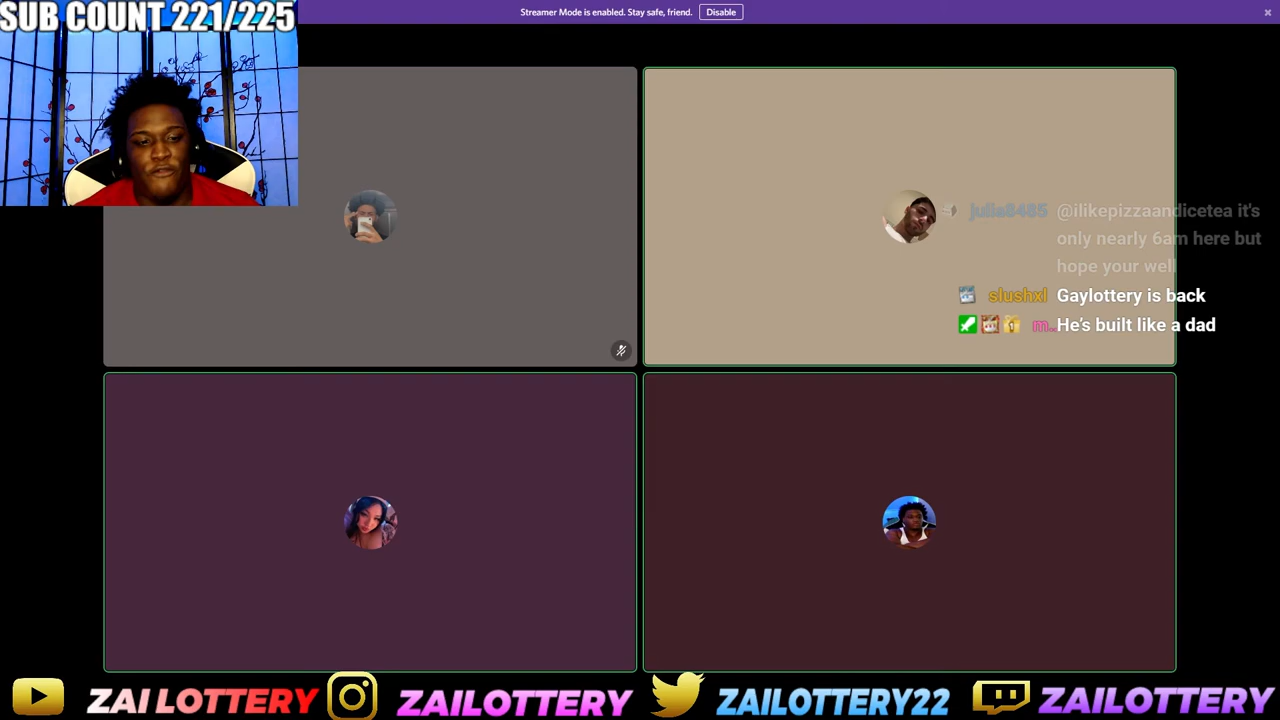 SUB COUNT 221/225
Streamer Mode is enabled. Stay safe, friend.
Disable
julia8485 @ilikepizzaandicetea it's
only nearly 6am here but
hope your well
slushxl Gaylottery is back
m.. He's built like a dad
ZAI LOTTERY
ZAILOTTERY
ZAILOTTERY22
ZAILOTTERY